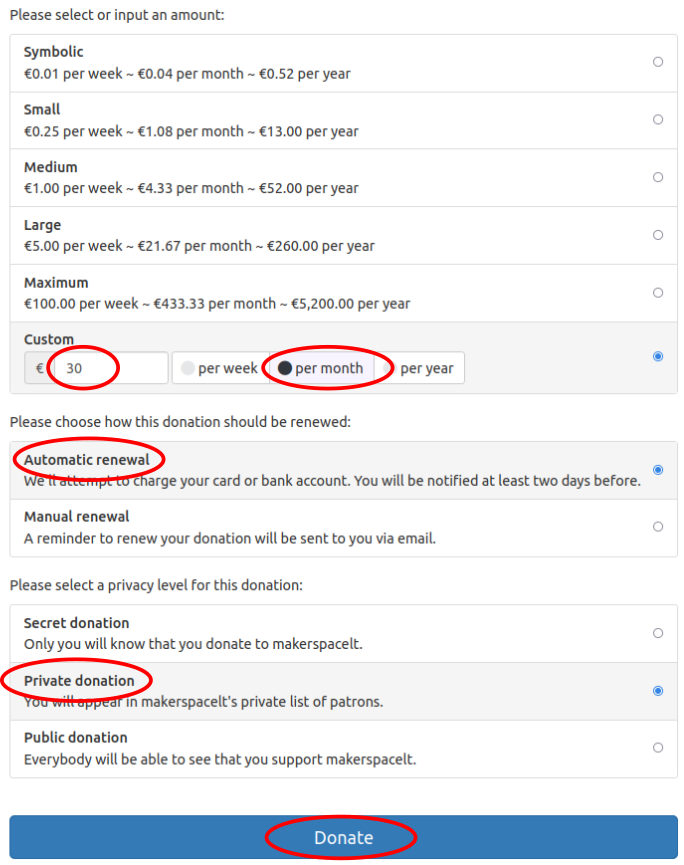 Please select or input an amount:
Symbolic
€0.01 per week ~ €0.04 per month ~ €0.52 per year
Small
€0.25 per week ~ €1.08 per month ~ €13.00 per year
Medium
€1.00 per week ~ €4.33 per month ~ €52.00 per year
Large
€5.00 per week ~ €21.67 per month ~ €260.00 per year
Maximum
€100.00 per week ~ €433.33 per month ~ €5,200.00 per year
Custom
€ 30 per week per month per year
Please choose how this donation should be renewed:
Automatic renewal
We'll attempt to charge your card or bank account. You will be notified at least two days before.
Manual renewal
A reminder to renew your donation will be sent to you via email.
Please select a privacy level for this donation:
Secret donation
Only you will know that you donate to makerspacelt.
Private donation
You will appear in makerspacelt's private list of patrons.
Public donation
Everybody will be able to see that you support makerspacelt.
Donate